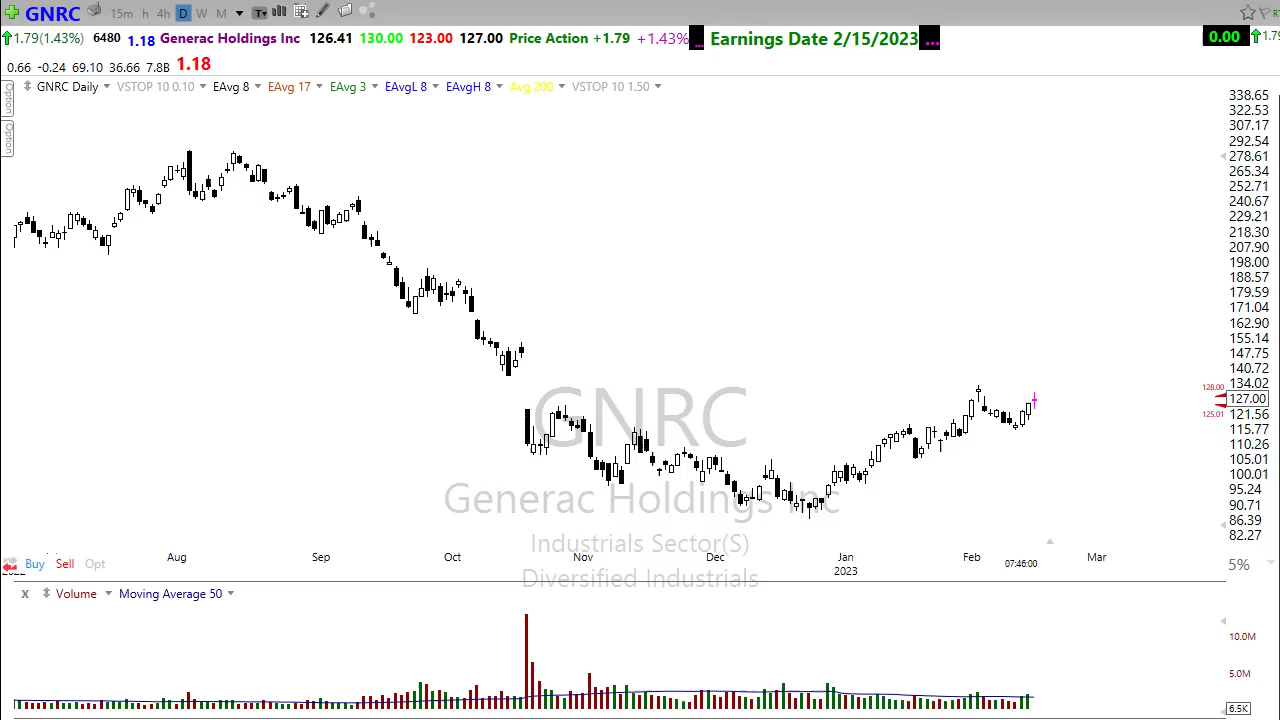 GNRC 15m h 4h D W M
1.79(1.43%) 6480 1.18 Generac Holdings Inc 126.41 130.00 123.00 127.00 Price Action +1.79 +1.43% ... Earnings Date 2/15/2023 ... 0.00 1.79
0.66 -0.24 69.10 36.66 7.8B 1.18
GNRC Daily VSTOP 10 0.10 EAvg 8 EAvg 17 EAvg 3 EAvgL 8 EAvgH 8 Avg 200 VSTOP 10 1.50
Option
Option
338.65
322.53
307.17
292.54
278.61
265.34
252.71
240.67
229.21
218.30
207.90
198.00
188.57
179.59
171.04
162.90
155.14
147.75
140.72
134.02
128.00
127.00
125.01
121.56
115.77
110.26
105.01
100.01
95.24
90.71
86.39
82.27
GNRC
Generac Holdings Inc
Industrials Sector(S)
Diversified Industrials
Aug Sep Oct Nov Dec Jan Feb Mar
2023 07:46:00
Buy Sell Opt 5%
x Volume Moving Average 50
10.0M
5.0M
6.5K